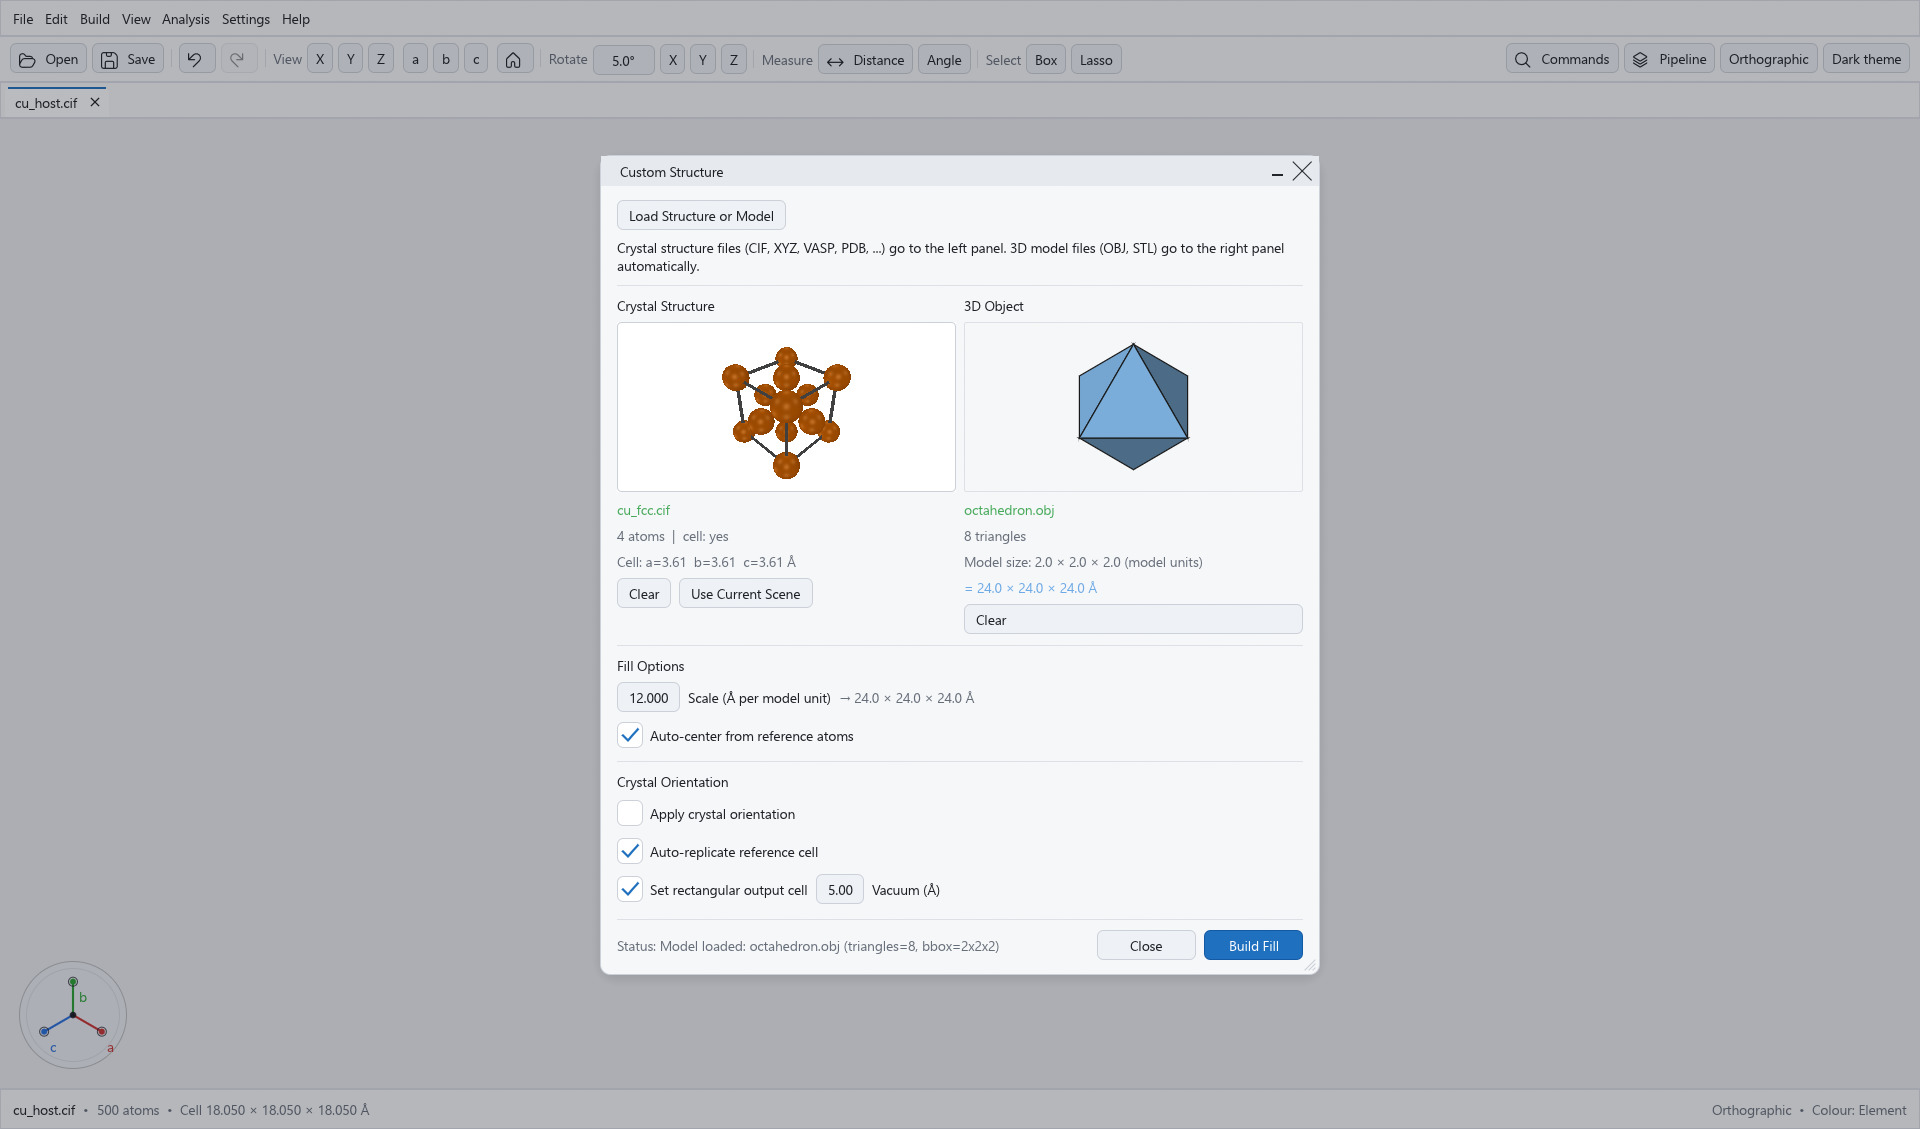 File Edit Build View Analysis Settings Help
Open Save View X Y Z a b c Rotate 5.0° X Y Z Measure Distance Angle Select Box Lasso Commands Pipeline Orthographic Dark theme
cu_host.cif
Custom Structure
Load Structure or Model
Crystal structure files (CIF, XYZ, VASP, PDB, ...) go to the left panel. 3D model files (OBJ, STL) go to the right panel
automatically.
Crystal Structure
3D Object
cu_fcc.cif
octahedron.obj
4 atoms | cell: yes
8 triangles
Cell: a=3.61 b=3.61 c=3.61 Å
Model size: 2.0 × 2.0 × 2.0 (model units)
= 24.0 × 24.0 × 24.0 Å
Clear Use Current Scene
Clear
Fill Options
12.000 Scale (Å per model unit) → 24.0 × 24.0 × 24.0 Å
Auto-center from reference atoms
Crystal Orientation
Apply crystal orientation
Auto-replicate reference cell
Set rectangular output cell 5.00 Vacuum (Å)
Status: Model loaded: octahedron.obj (triangles=8, bbox=2x2x2) Close Build Fill
b
c a
cu_host.cif • 500 atoms • Cell 18.050 × 18.050 × 18.050 Å Orthographic • Colour: Element